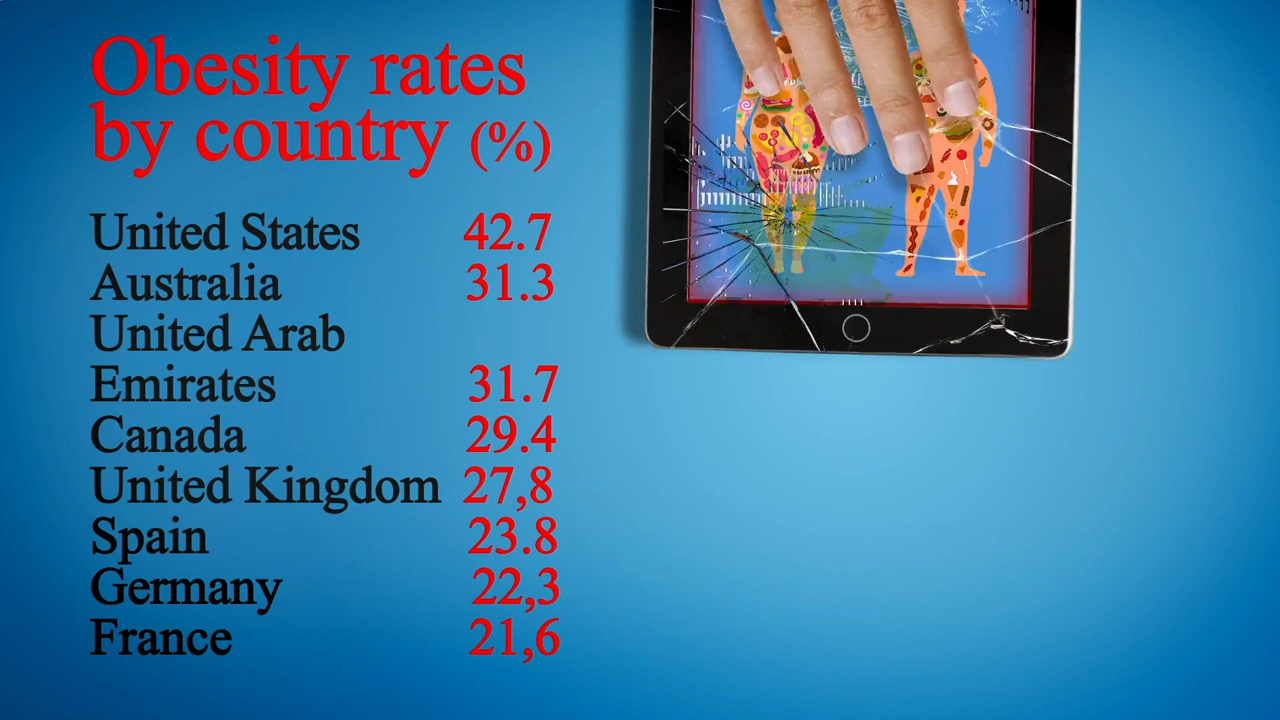 Obesity rates
by country (%)
United States 42.7
Australia 31.3
United Arab
Emirates 31.7
Canada 29.4
United Kingdom 27,8
Spain 23.8
Germany 22,3
France 21,6